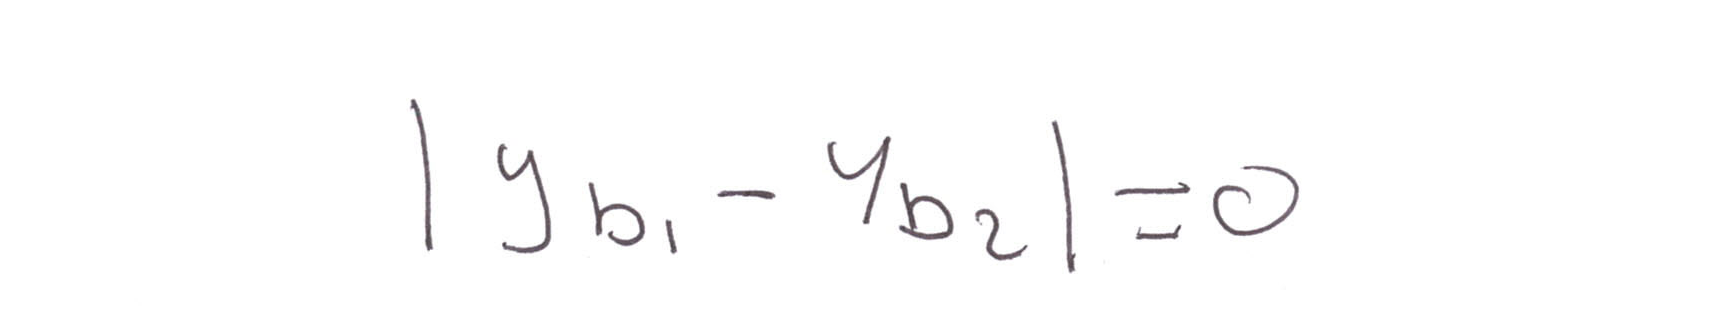 |y_{b_1} - y_{b_2}| = 0